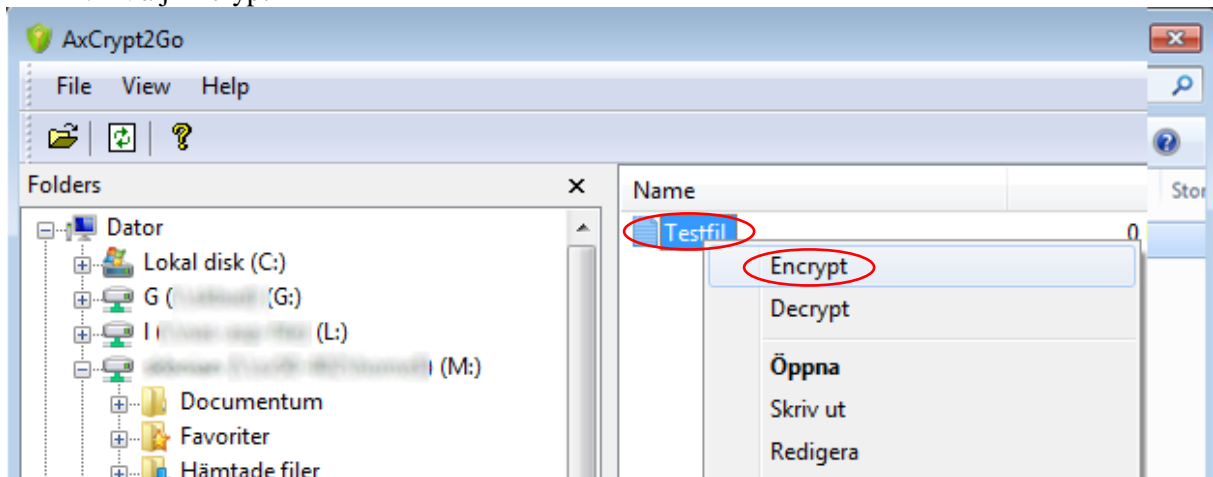 AxCrypt2Go
File View Help
Folders
Name
Stor
Dator
Testfil 0
Lokal disk (C:)
Encrypt
G ( (G:)
Decrypt
I ( (L:)
) (M:)
Öppna
Documentum
Skriv ut
Favoriter
Redigera
Hämtade filer